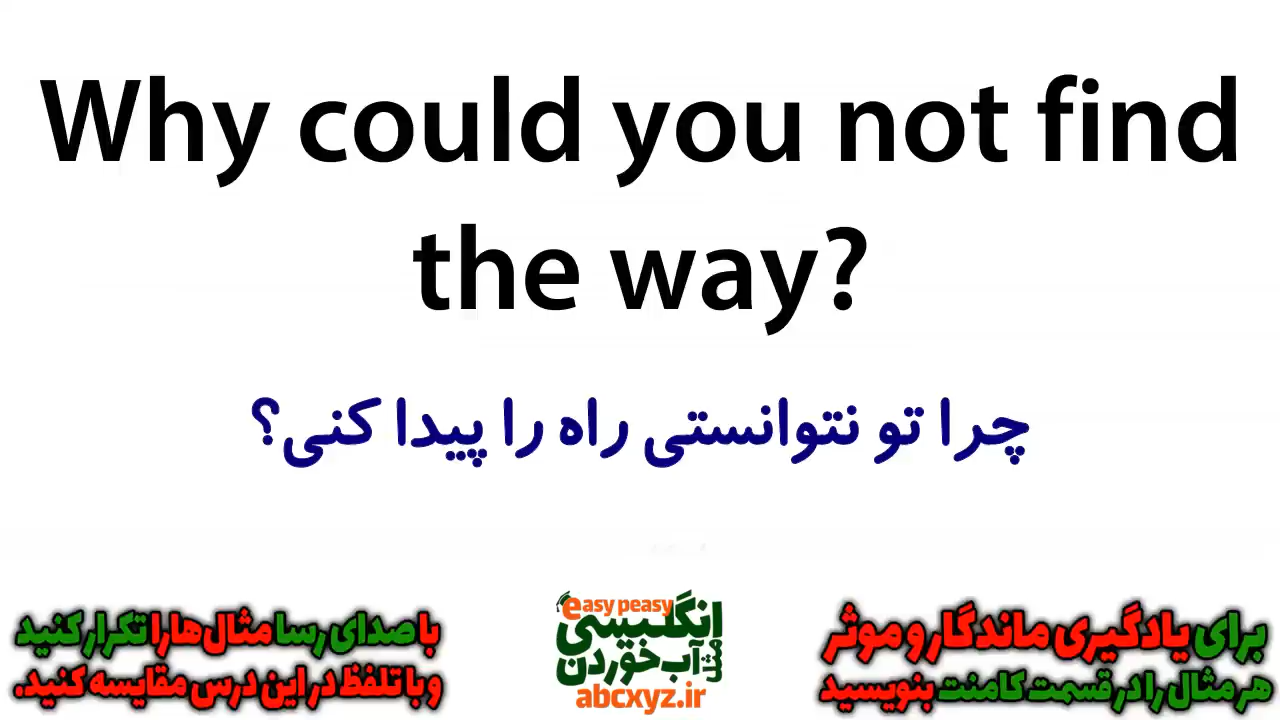 Why could you not find
the way?
چرا تو نتوانستی راه را پیدا کنی؟
برای یادگیری ماندگار و موثر
هر مثال را در قسمت کامنت بنویسید
easy peasy
انگلیسی
مثل
آب خوردن
abcxyz.ir
با صدای رسا مثال‌ها را تکرار کنید
و با تلفظ در این درس مقایسه کنید.